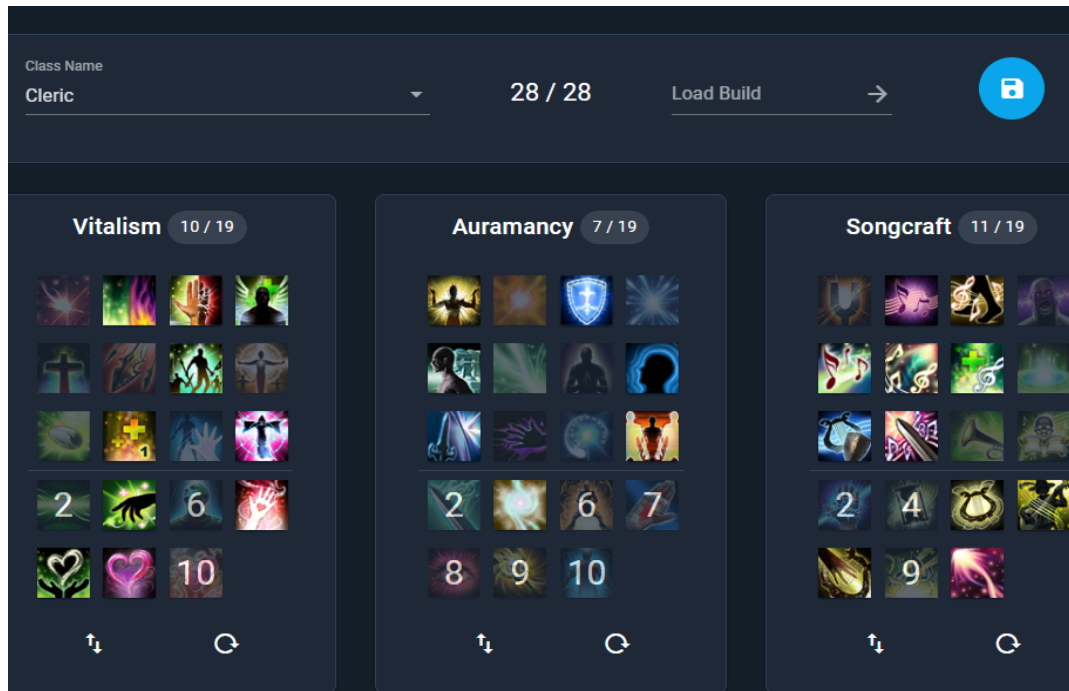 Class Name
Cleric
28 / 28
Load Build
Vitalism 10 / 19
1
2 6
10
Auramancy 7 / 19
2 6 7
8 9 10
Songcraft 11 / 19
2 4
9